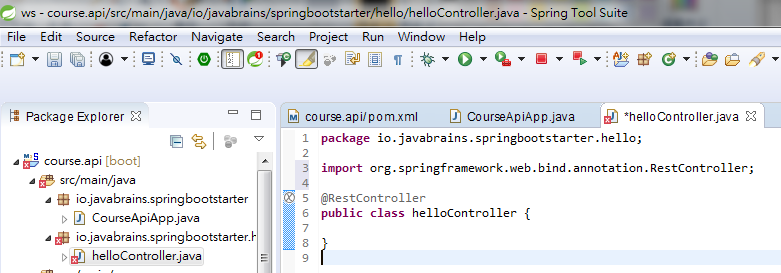 ws - course.api/src/main/java/io/javabrains/springbootstarter/hello/helloController.java - Spring Tool Suite
File Edit Source Refactor Navigate Search Project Run Window Help
Package Explorer
course.api [boot]
src/main/java
io.javabrains.springbootstarter
CourseApiApp.java
io.javabrains.springbootstarter.h
helloController.java
course.api/pom.xml CourseApiApp.java *helloController.java
1 package io.javabrains.springbootstarter.hello;
2
3 import org.springframework.web.bind.annotation.RestController;
4
5 @RestController
6 public class helloController {
7
8 }
9